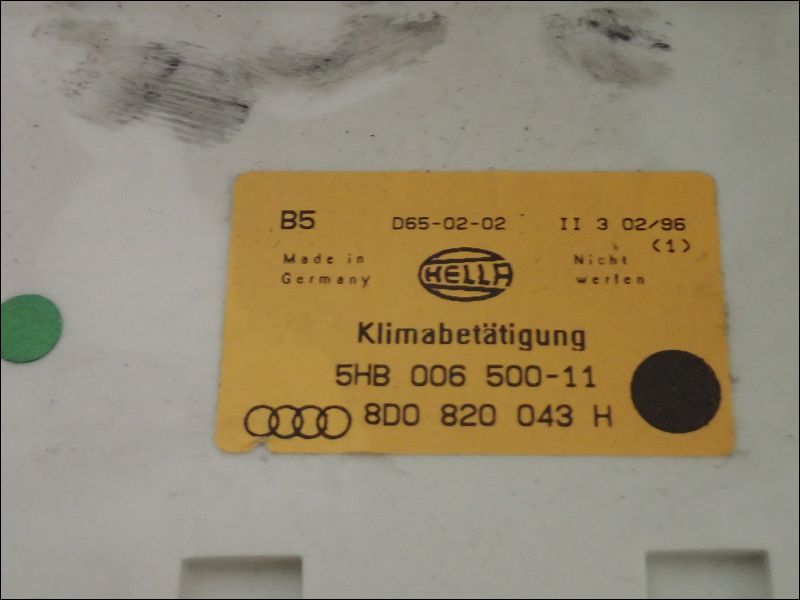 B5 D65-02-02 II 3 02/96
(1)
Made in Germany
HELLA
Nicht werfen
Klimabetätigung
5HB 006 500-11
8D0 820 043 H